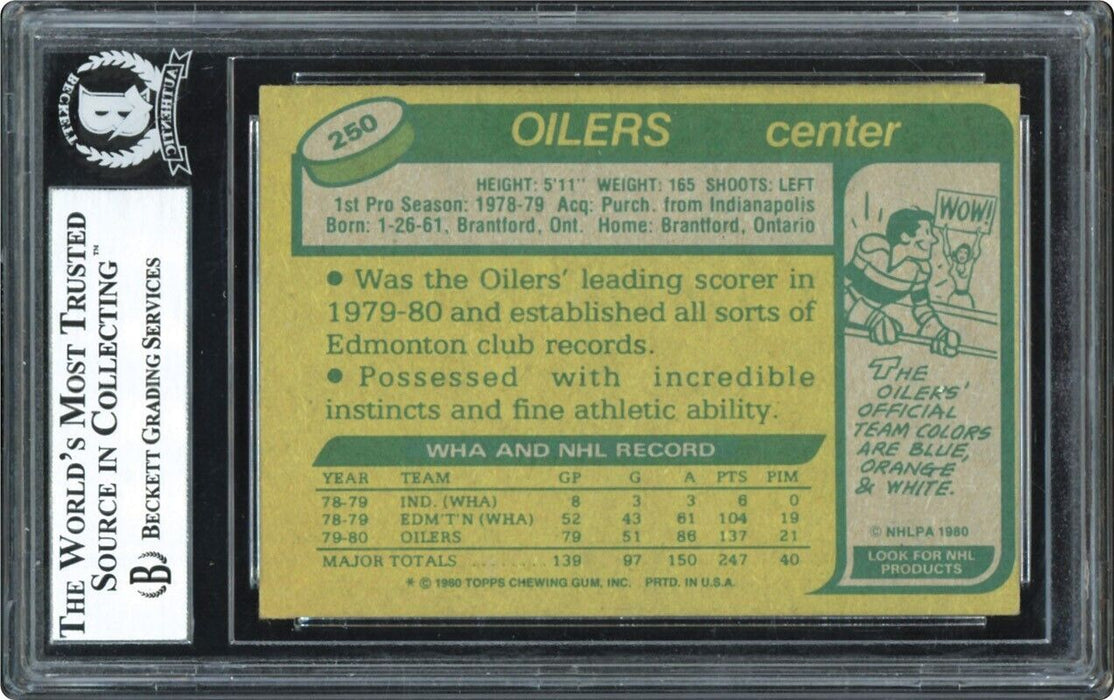 BECKETT
B
AUTHENTIC
THE WORLD'S MOST TRUSTED
SOURCE IN COLLECTING™
B BECKETT GRADING SERVICES
250
OILERS center
HEIGHT: 5'11" WEIGHT: 165 SHOOTS: LEFT
1st Pro Season: 1978-79 Acq: Purch. from Indianapolis
Born: 1-26-61, Brantford, Ont. Home: Brantford, Ontario
● Was the Oilers' leading scorer in
1979-80 and established all sorts of
Edmonton club records.
● Possessed with incredible
instincts and fine athletic ability.
WHA AND NHL RECORD
YEAR TEAM GP G A PTS PIM
78-79 IND. (WHA) 8 3 3 6 0
78-79 EDM'T'N (WHA) 52 43 61 104 19
79-80 OILERS 79 51 86 137 21
MAJOR TOTALS ......... 139 97 150 247 40
* © 1980 TOPPS CHEWING GUM, INC. PRTD. IN U.S.A.
WOW!
THE
OILERS'
OFFICIAL
TEAM COLORS
ARE BLUE,
ORANGE
& WHITE.
© NHLPA 1980
LOOK FOR NHL
PRODUCTS